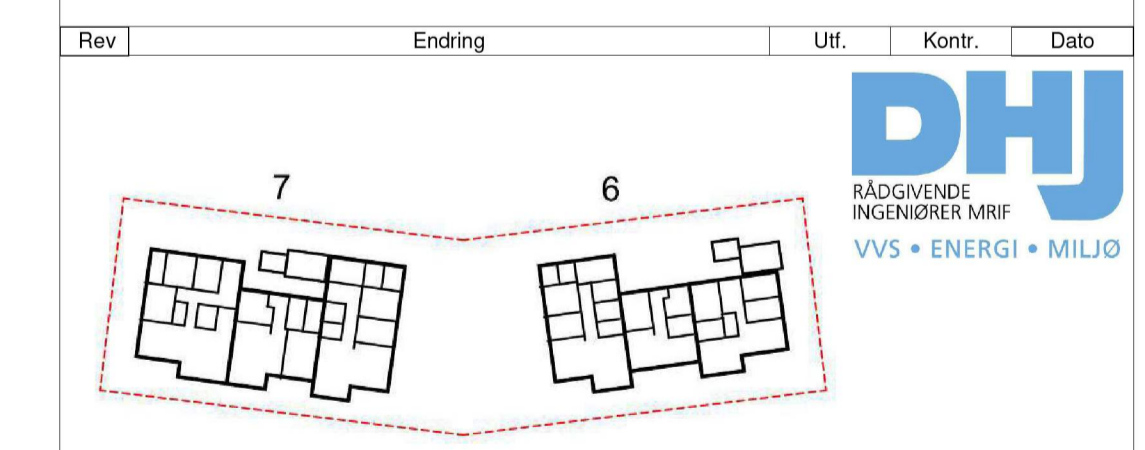 Rev Endring Utf. Kontr. Dato
DHJ
RÅDGIVENDE
INGENIØRER MRIF
VVS • ENERGI • MILJØ
7 6